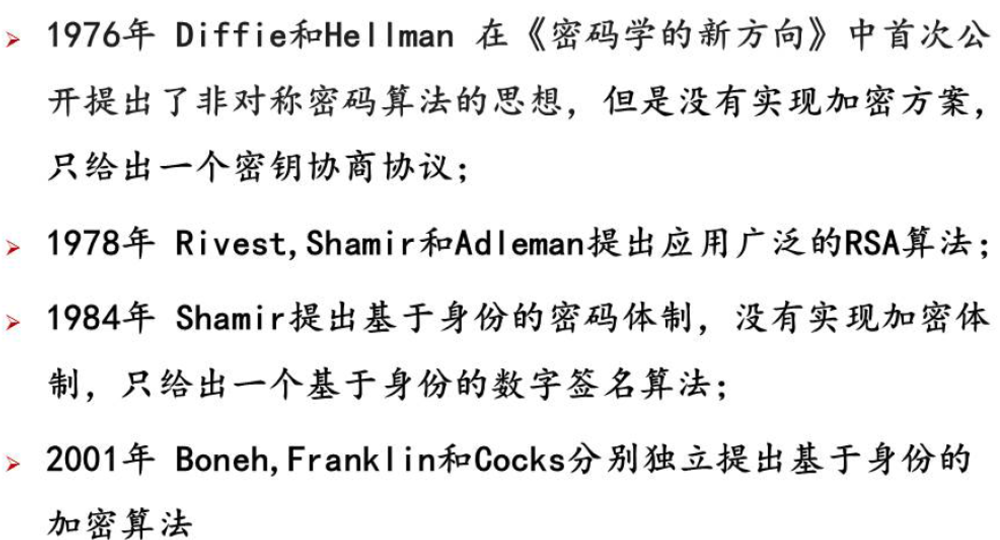 ➢ 1976年 Diffie和Hellman 在《密码学的新方向》中首次公
开提出了非对称密码算法的思想，但是没有实现加密方案，
只给出一个密钥协商协议；
➢ 1978年 Rivest,Shamir和Adleman提出应用广泛的RSA算法；
➢ 1984年 Shamir提出基于身份的密码体制，没有实现加密体
制，只给出一个基于身份的数字签名算法；
➢ 2001年 Boneh,Franklin和Cocks分别独立提出基于身份的
加密算法